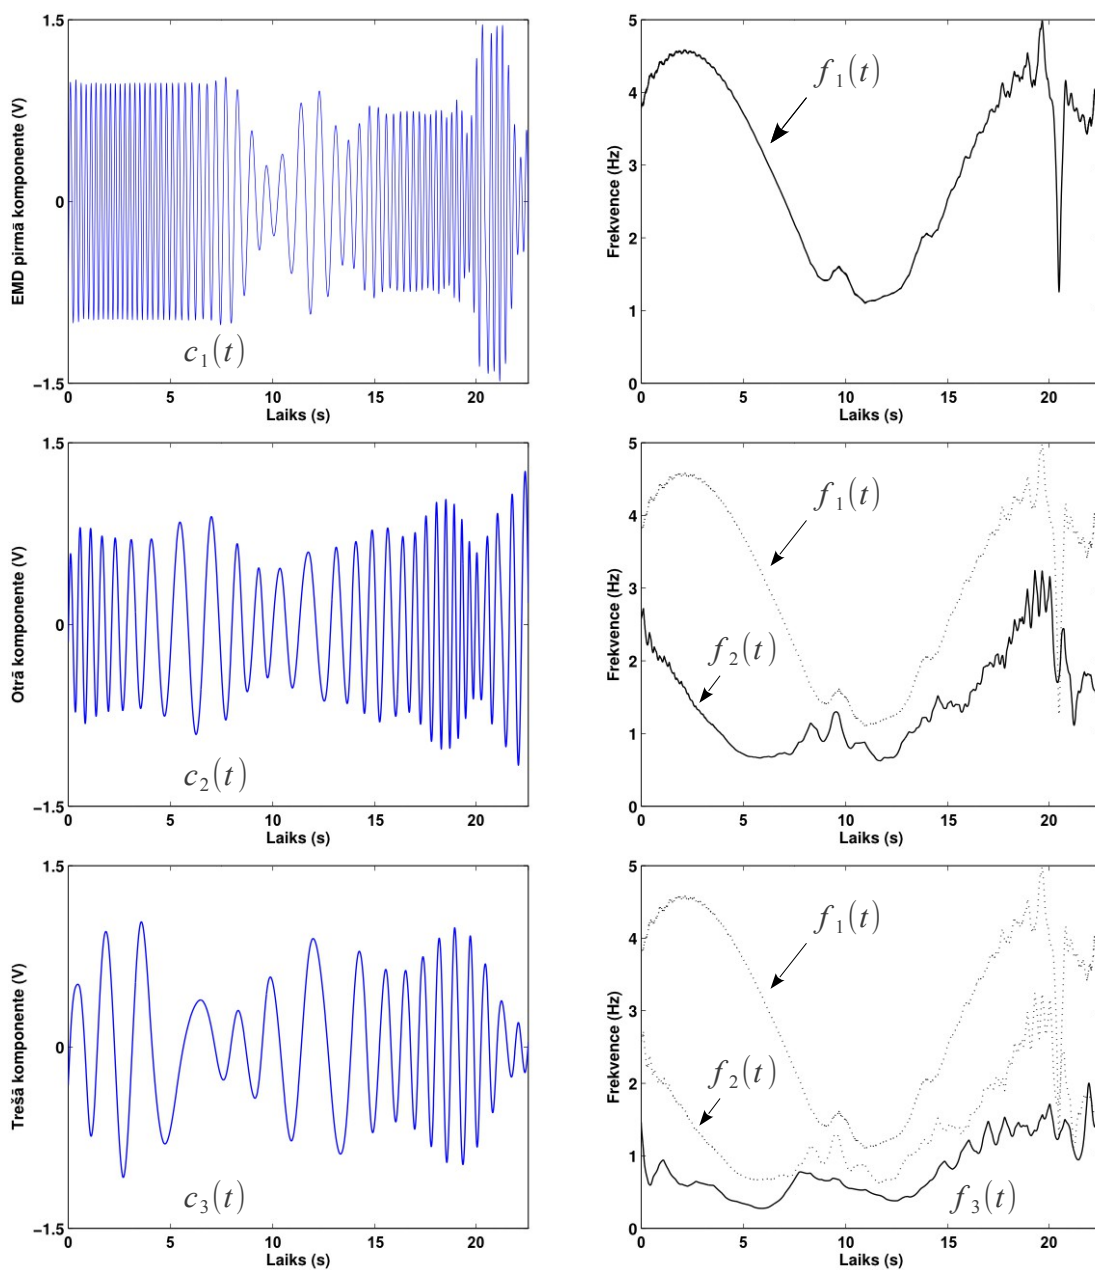 1.5
0
−1.5
EMD pirmā komponente (V)
c1(t)
0 5 10 15 20
Laiks (s)
5
4
3
2
1
0
Frekvence (Hz)
f1(t)
0 5 10 15 20
Laiks (s)
1.5
0
−1.5
Otrā komponente (V)
c2(t)
0 5 10 15 20
Laiks (s)
5
4
3
2
1
0
Frekvence (Hz)
f1(t)
f2(t)
0 5 10 15 20
Laiks (s)
1.5
0
−1.5
Trešā komponente (V)
c3(t)
0 5 10 15 20
Laiks (s)
5
4
3
2
1
0
Frekvence (Hz)
f1(t)
f2(t)
f3(t)
0 5 10 15 20
Laiks (s)